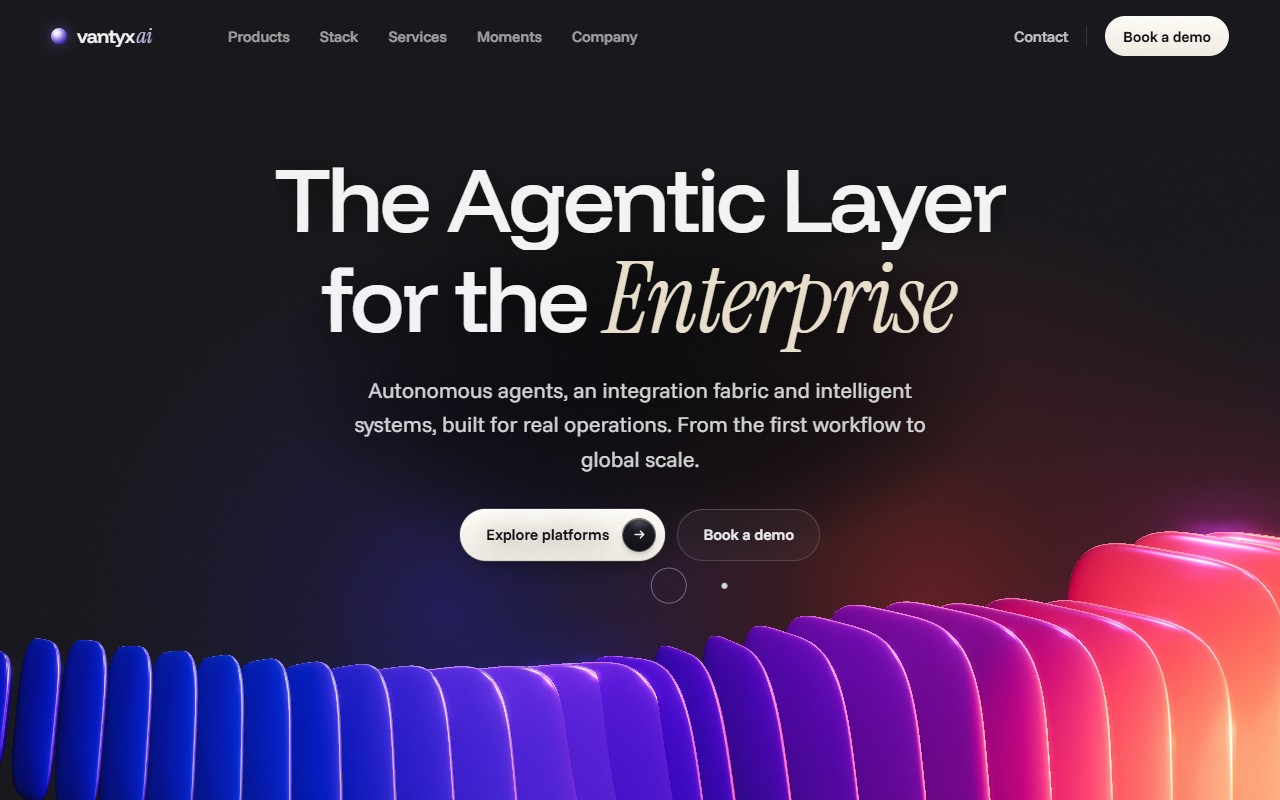 vantyxai
Products Stack Services Moments Company
Contact
Book a demo
The Agentic Layer
for the Enterprise
Autonomous agents, an integration fabric and intelligent
systems, built for real operations. From the first workflow to
global scale.
Explore platforms
Book a demo